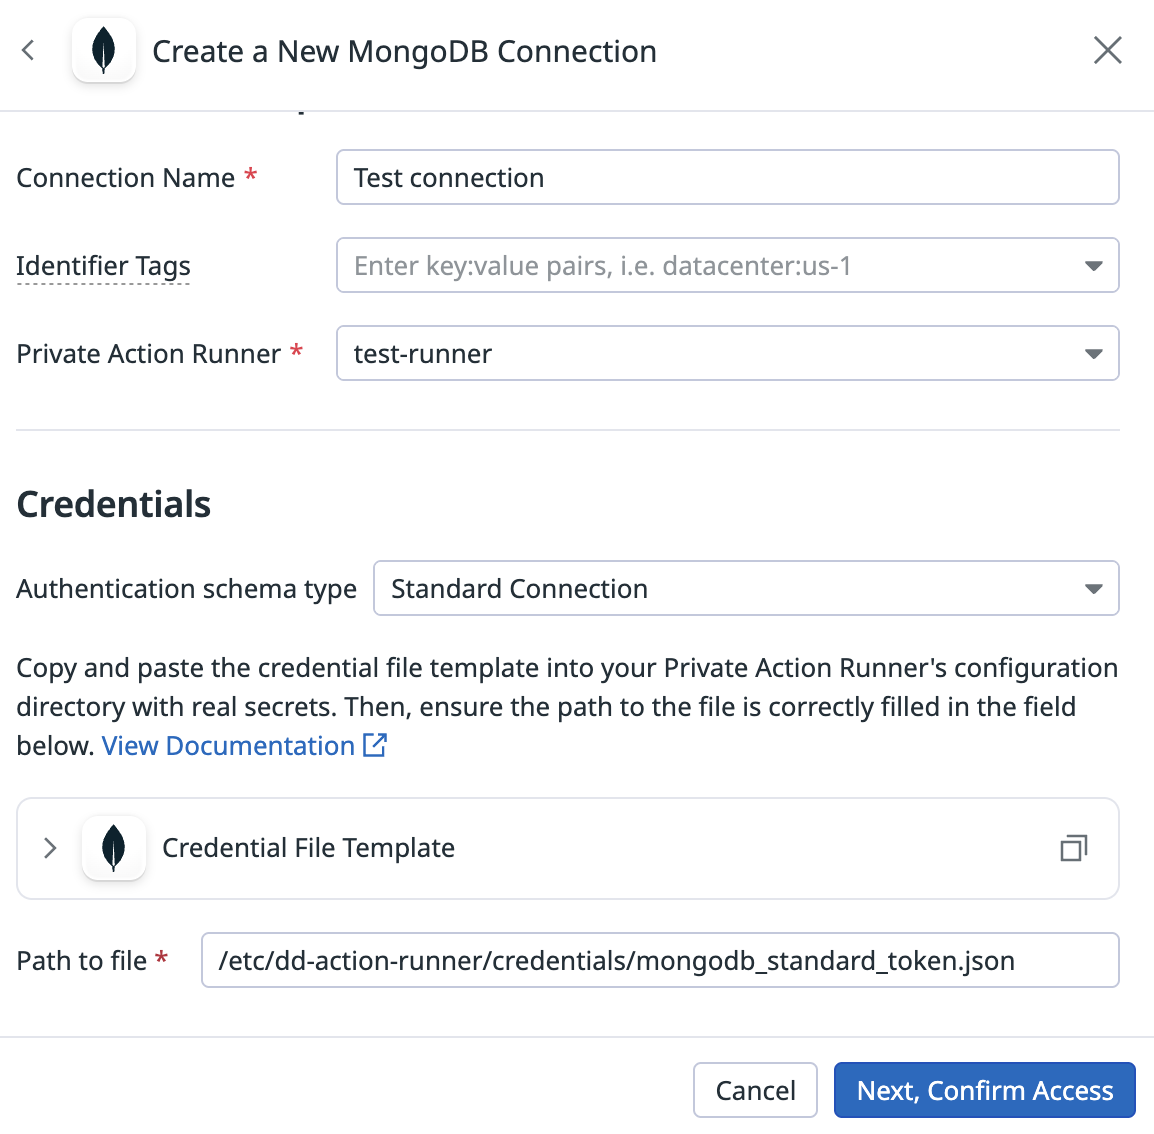 Create a New MongoDB Connection
Connection Name *
Test connection
Identifier Tags
Enter key:value pairs, i.e. datacenter:us-1
Private Action Runner *
test-runner
Credentials
Authentication schema type
Standard Connection
Copy and paste the credential file template into your Private Action Runner's configuration
directory with real secrets. Then, ensure the path to the file is correctly filled in the field
below. View Documentation
Credential File Template
Path to file *
/etc/dd-action-runner/credentials/mongodb_standard_token.json
Cancel
Next, Confirm Access